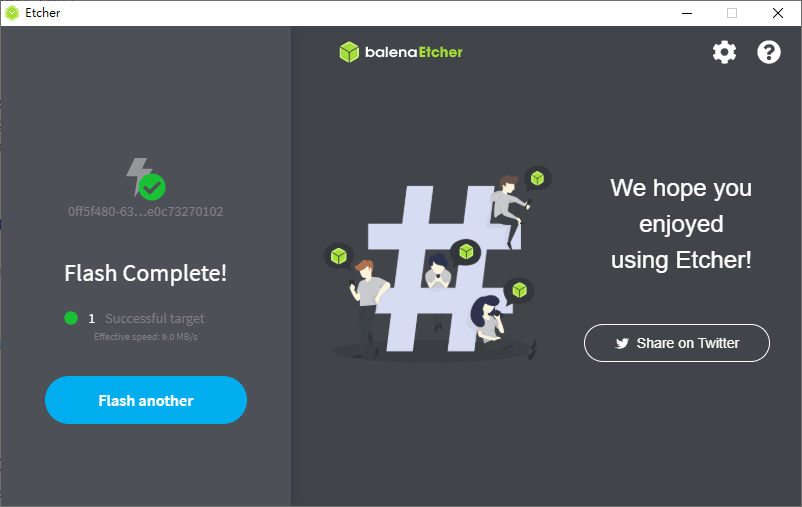 Etcher
balenaEtcher
0ff5f480-63...e0c73270102
Flash Complete!
1 Successful target
Effective speed: 9.0 MB/s
Flash another
We hope you
enjoyed
using Etcher!
Share on Twitter